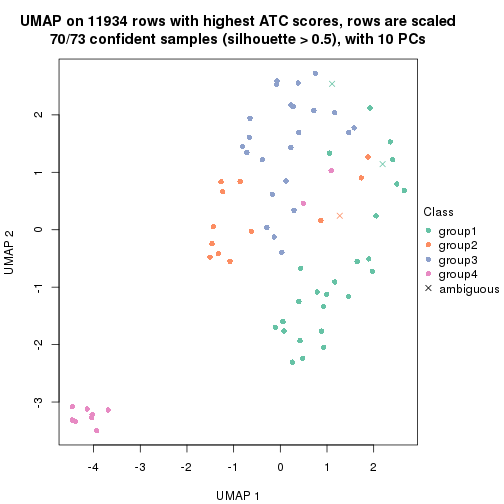 UMAP on 11934 rows with highest ATC scores, rows are scaled
70/73 confident samples (silhouette > 0.5), with 10 PCs
2
1
0
-1
-2
-3
UMAP 2
-4
-3
-2
-1
0
1
2
UMAP 1
Class
group1
group2
group3
group4
ambiguous